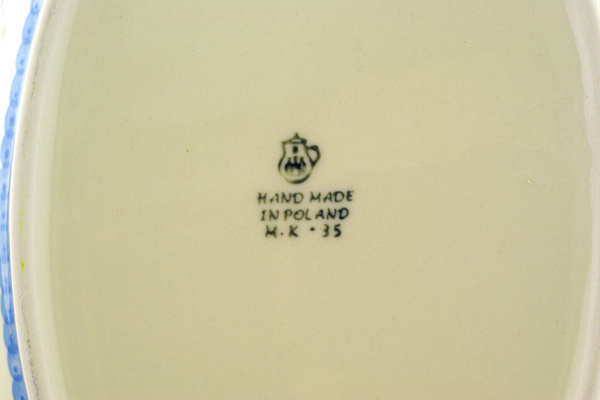 HAND MADE
IN POLAND
M.K - 35